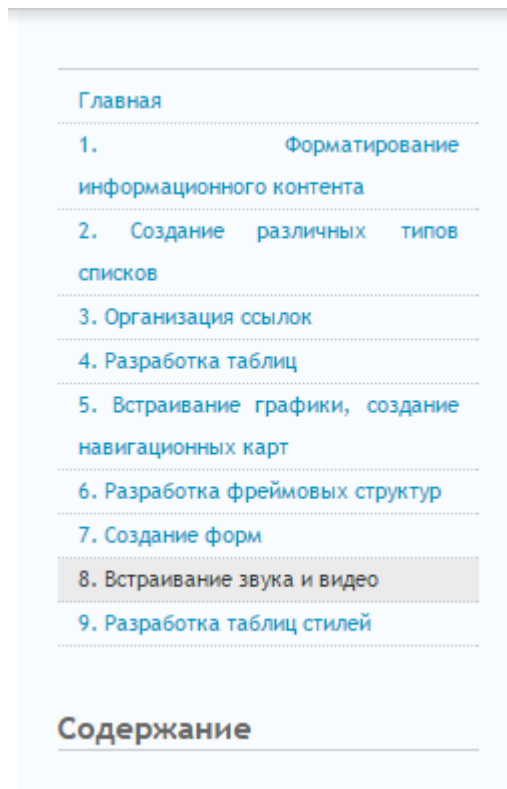 Главная
1. Форматирование
информационного контента
2. Создание различных типов
списков
3. Организация ссылок
4. Разработка таблиц
5. Встраивание графики, создание
навигационных карт
6. Разработка фреймовых структур
7. Создание форм
8. Встраивание звука и видео
9. Разработка таблиц стилей
Содержание